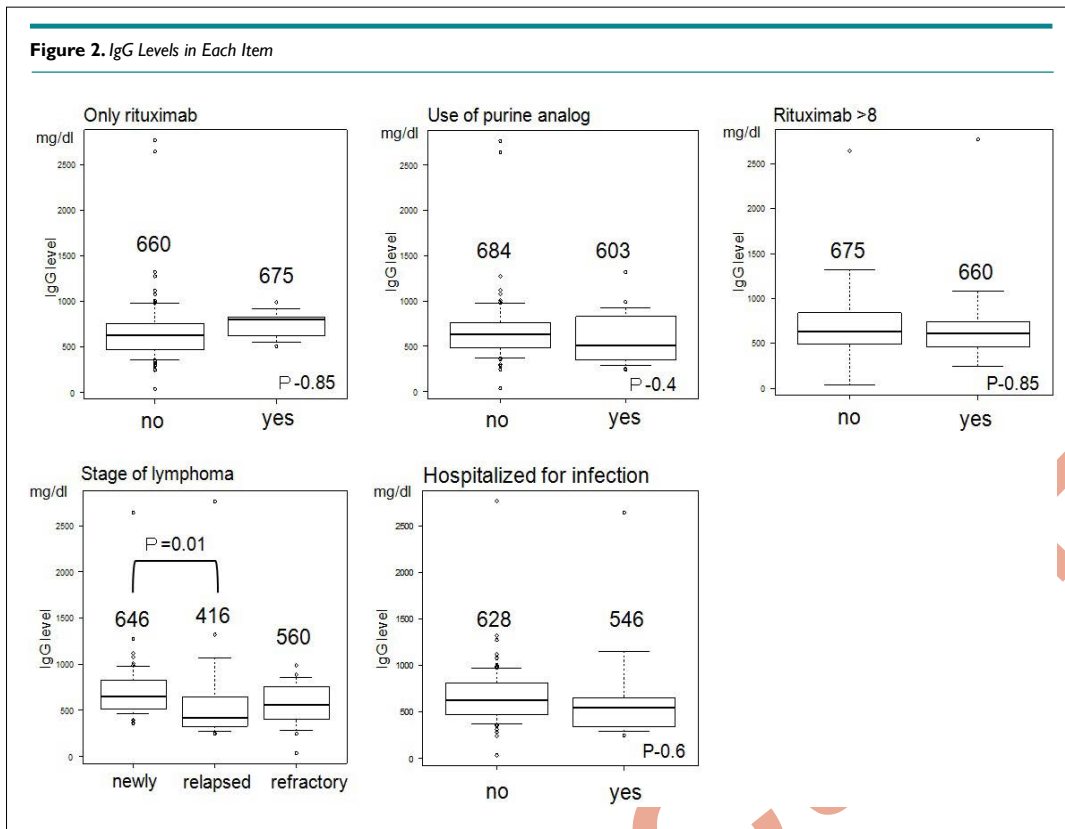 Figure 2. IgG Levels in Each Item
Only rituximab
mg/dl
IgG level
2500
2000
1500
1000
500
0
660
675
P-0.85
no yes
Use of purine analog
mg/dl
IgG level
2500
2000
1500
1000
500
0
684
603
P-0.4
no yes
Rituximab >8
mg/dl
IgG level
2500
2000
1500
1000
500
0
675
660
P-0.85
no yes
Stage of lymphoma
mg/dl
IgG level
2500
2000
1500
1000
500
0
P=0.01
646
416
560
newly relapsed refractory
Hospitalized for infection
mg/dl
IgG level
2500
2000
1500
1000
500
0
628
546
P-0.6
no yes